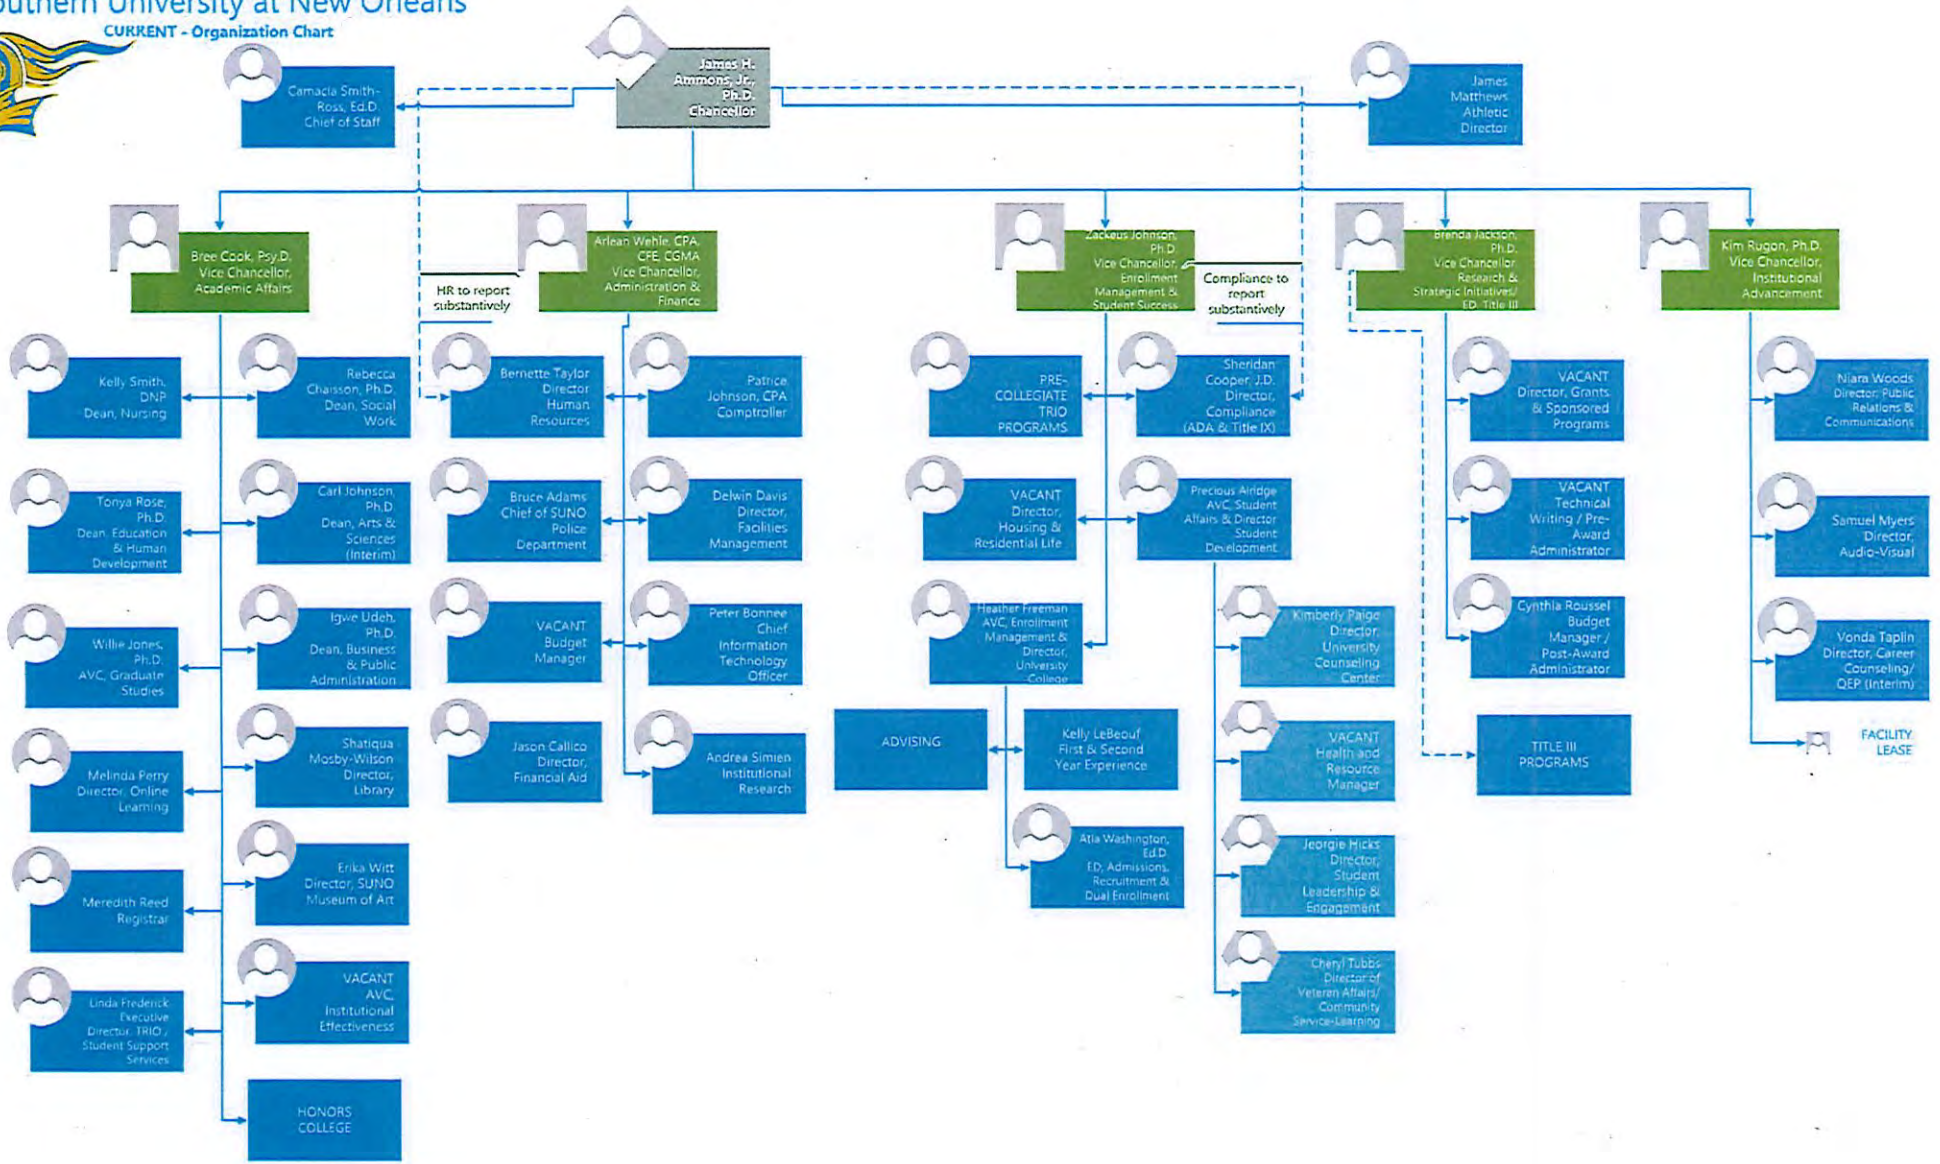 Southern University at New Orleans
CURRENT - Organization Chart
James H.
Ammons, Jr.,
Ph.D.
Chancellor
Camacia Smith-
Ross, Ed.D.
Chief of Staff
James
Matthews
Athletic
Director
Bree Cook, Psy.D.
Vice Chancellor,
Academic Affairs
Arlean Wehle, CPA,
CFE, CGMA
Vice Chancellor,
Administration &
Finance
Zackeus Johnson,
Ph.D.
Vice Chancellor,
Enrollment
Management &
Student Success
Brenda Jackson,
Ph.D.
Vice Chancellor
Research &
Strategic Initiatives/
ED, Title III
Kim Rugon, Ph.D.
Vice Chancellor,
Institutional
Advancement
HR to report
substantively
Compliance to
report
substantively
Kelly Smith,
DNP
Dean, Nursing
Rebecca
Chaisson, Ph.D.
Dean, Social
Work
Tonya Rose,
Ph.D.
Dean, Education
& Human
Development
Carl Johnson,
Ph.D.
Dean, Arts &
Sciences
(Interim)
Willie Jones,
Ph.D.
AVC, Graduate
Studies
Igwe Udeh,
Ph.D.
Dean, Business
& Public
Administration
Melinda Perry
Director, Online
Learning
Shatiqua
Mosby-Wilson
Director,
Library
Meredith Reed
Registrar
Erika Witt
Director, SUNO
Museum of Art
Linda Frederick
Executive
Director, TRIO /
Student Support
Services
VACANT
AVC,
Institutional
Effectiveness
HONORS
COLLEGE
Bernette Taylor
Director
Human
Resources
Patrice
Johnson, CPA
Comptroller
Bruce Adams
Chief of SUNO
Police
Department
Delwin Davis
Director,
Facilities
Management
VACANT
Budget
Manager
Peter Bonnee
Chief
Information
Technology
Officer
Jason Callico
Director,
Financial Aid
Andrea Simien
Institutional
Research
PRE-
COLLEGIATE
TRIO
PROGRAMS
Sheridan
Cooper, J.D.
Director,
Compliance
(ADA & Title IX)
VACANT
Director,
Housing &
Residential Life
Precious Airidge
AVC, Student
Affairs & Director
Student
Development
Heather Freeman
AVC, Enrollment
Management &
Director,
University
College
ADVISING
Kelly LeBeouf
First & Second
Year Experience
Atla Washington,
Ed.D.
ED, Admissions,
Recruitment &
Dual Enrollment
Kimberly Paige
Director,
University
Counseling
Center
VACANT
Health and
Resource
Manager
Jeorgie Hicks
Director,
Student
Leadership &
Engagement
Cheryl Tubbs
Director of
Veteran Affairs/
Community
Service-Learning
VACANT
Director, Grants
& Sponsored
Programs
VACANT
Technical
Writing / Pre-
Award
Administrator
Cynthia Roussel
Budget
Manager /
Post-Award
Administrator
TITLE III
PROGRAMS
Niara Woods
Director, Public
Relations &
Communications
Samuel Myers
Director,
Audio-Visual
Vonda Taplin
Director, Career
Counseling/
QEP (Interim)
FACILITY
LEASE